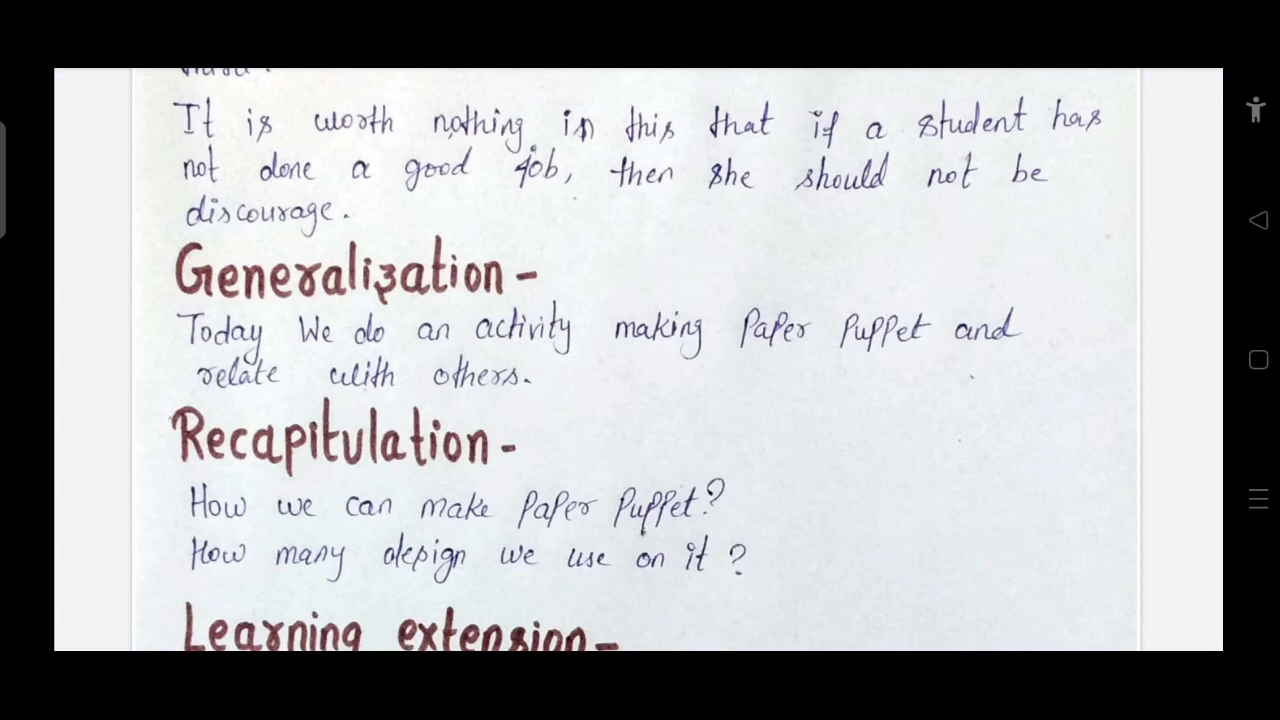 It is worth nothing in this that if a student has
not done a good job, then she should not be
discourage.
Generalization -
Today We do an activity making Paper Puppet and
relate with others.
Recapitulation -
How we can make Paper Puppet?
How many design we use on it?
Learning extension -